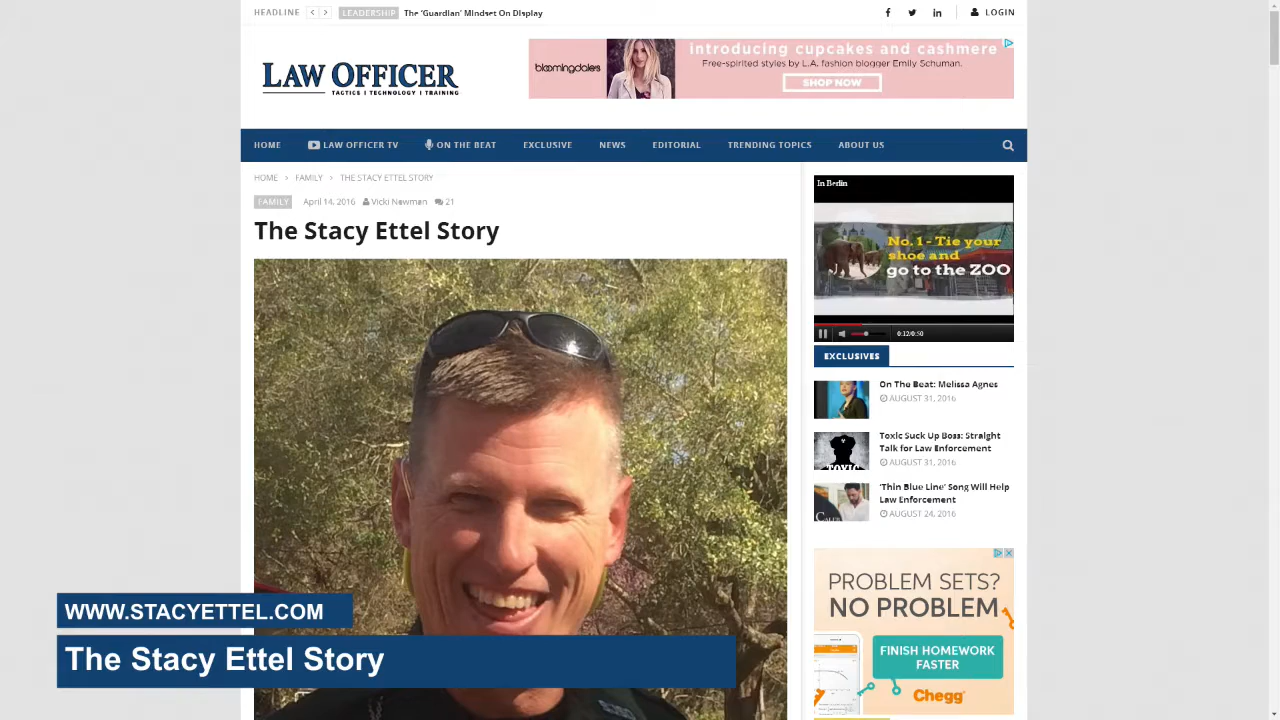 HEADLINE
LEADERSHIP The 'Guardian' Mindset On Display
LOGIN
LAW OFFICER
TACTICS | TECHNOLOGY | TRAINING
bloomingdales
introducing cupcakes and cashmere
Free-spirited styles by L.A. fashion blogger Emily Schuman.
SHOP NOW
HOME LAW OFFICER TV ON THE BEAT EXCLUSIVE NEWS EDITORIAL TRENDING TOPICS ABOUT US
HOME > FAMILY > THE STACY ETTEL STORY
FAMILY April 14, 2016 Vicki Newman 21
The Stacy Ettel Story
In Berlin
No. 1 - Tie your
shoe and
go to the ZOO
0:12/0:50
EXCLUSIVES
On The Beat: Melissa Agnes
AUGUST 31, 2016
Toxic Suck Up Boss: Straight
Talk for Law Enforcement
AUGUST 31, 2016
TOXIC
'Thin Blue Line' Song Will Help
Law Enforcement
AUGUST 24, 2016
PROBLEM SETS?
NO PROBLEM
FINISH HOMEWORK
FASTER
Chegg
WWW.STACYETTEL.COM
The Stacy Ettel Story